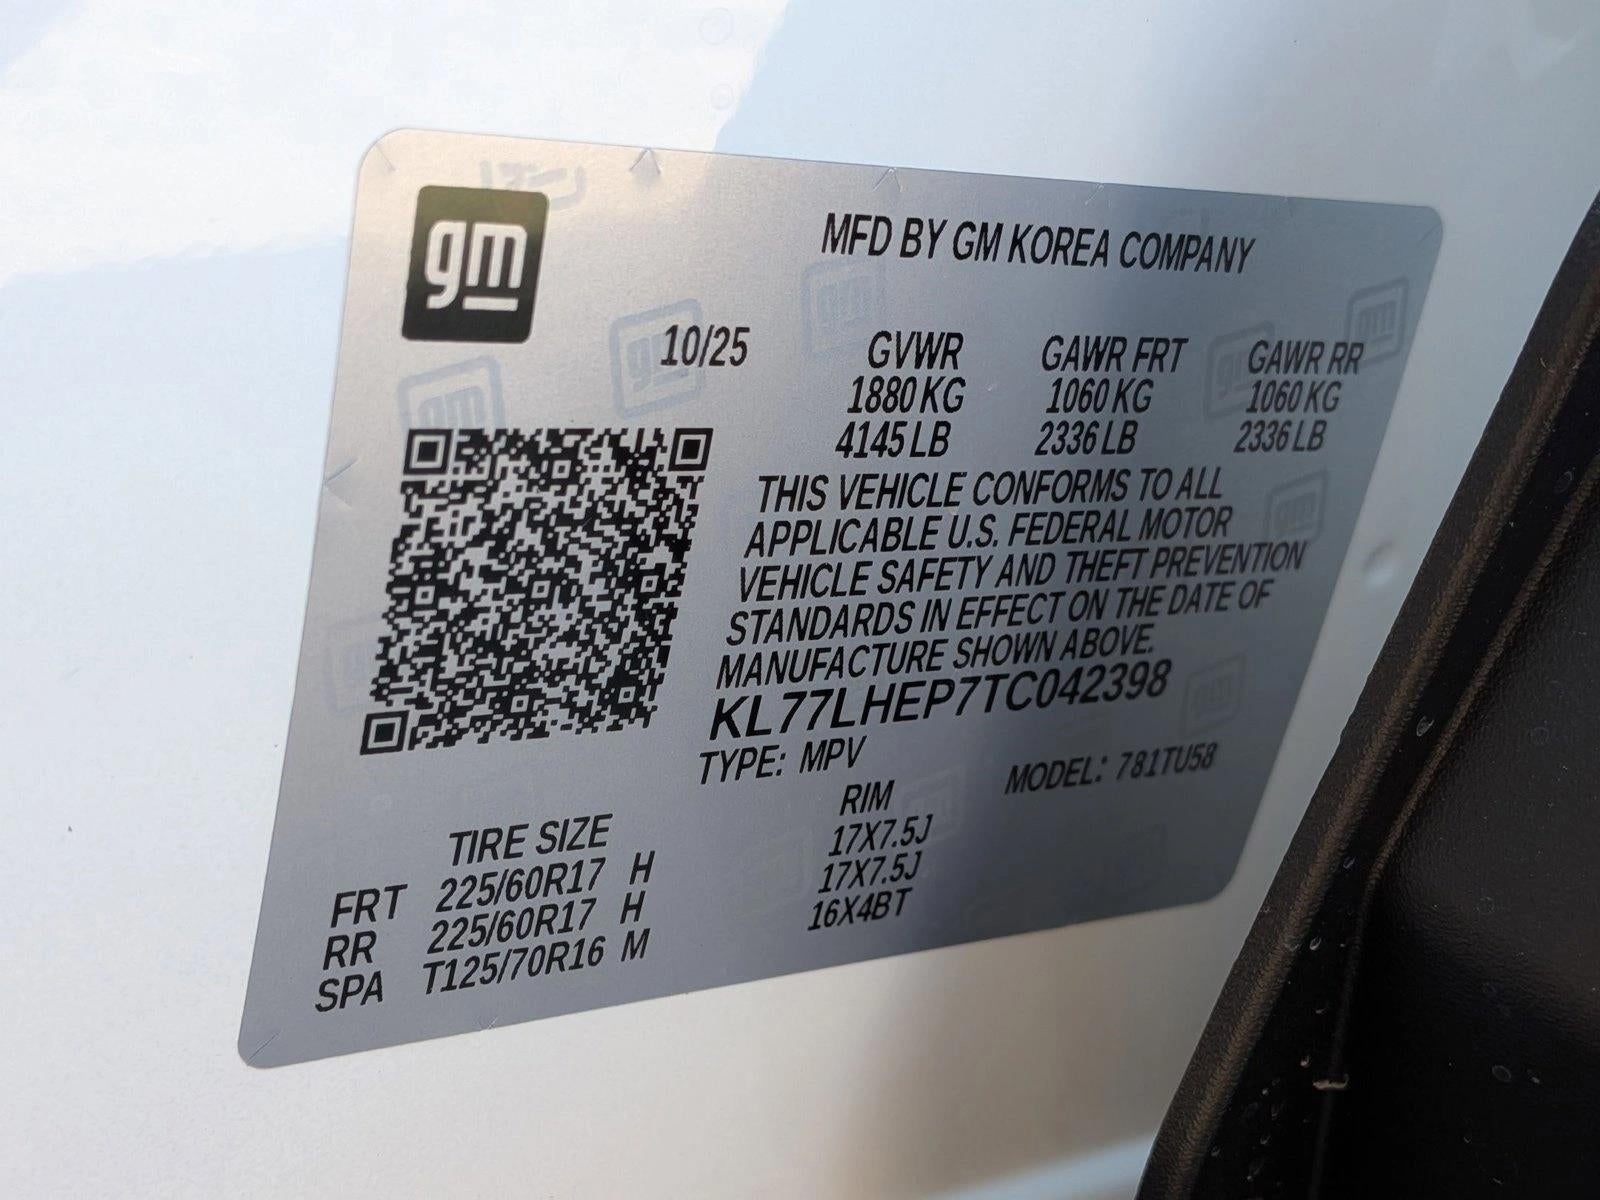 gm
MFD BY GM KOREA COMPANY
10/25 GVWR GAWR FRT GAWR RR
1880 KG 1060 KG 1060 KG
4145 LB 2336 LB 2336 LB
THIS VEHICLE CONFORMS TO ALL
APPLICABLE U.S. FEDERAL MOTOR
VEHICLE SAFETY AND THEFT PREVENTION
STANDARDS IN EFFECT ON THE DATE OF
MANUFACTURE SHOWN ABOVE.
KL77LHEP7TC042398
TYPE: MPV MODEL: 781TU58
TIRE SIZE RIM
FRT 225/60R17 H 17X7.5J
RR 225/60R17 H 17X7.5J
SPA T125/70R16 M 16X4BT